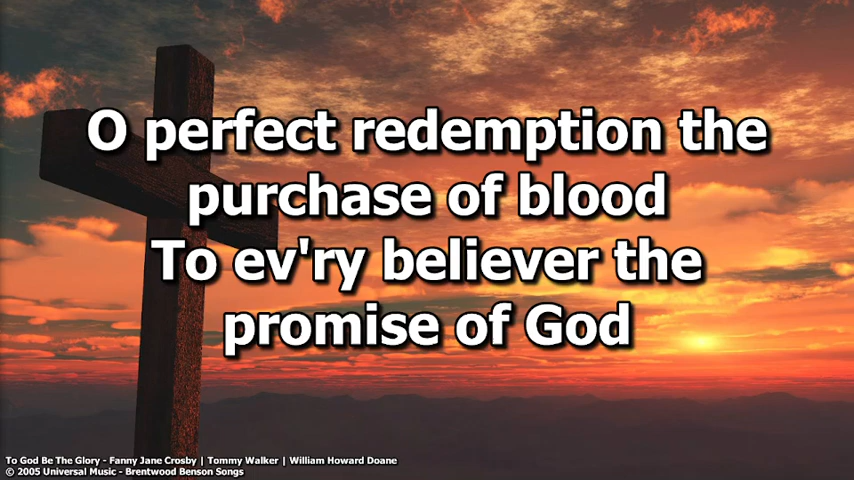 O perfect redemption the
purchase of blood
To ev'ry believer the
promise of God
To God Be The Glory - Fanny Jane Crosby | Tommy Walker | William Howard Doane
© 2005 Universal Music - Brentwood Benson Songs